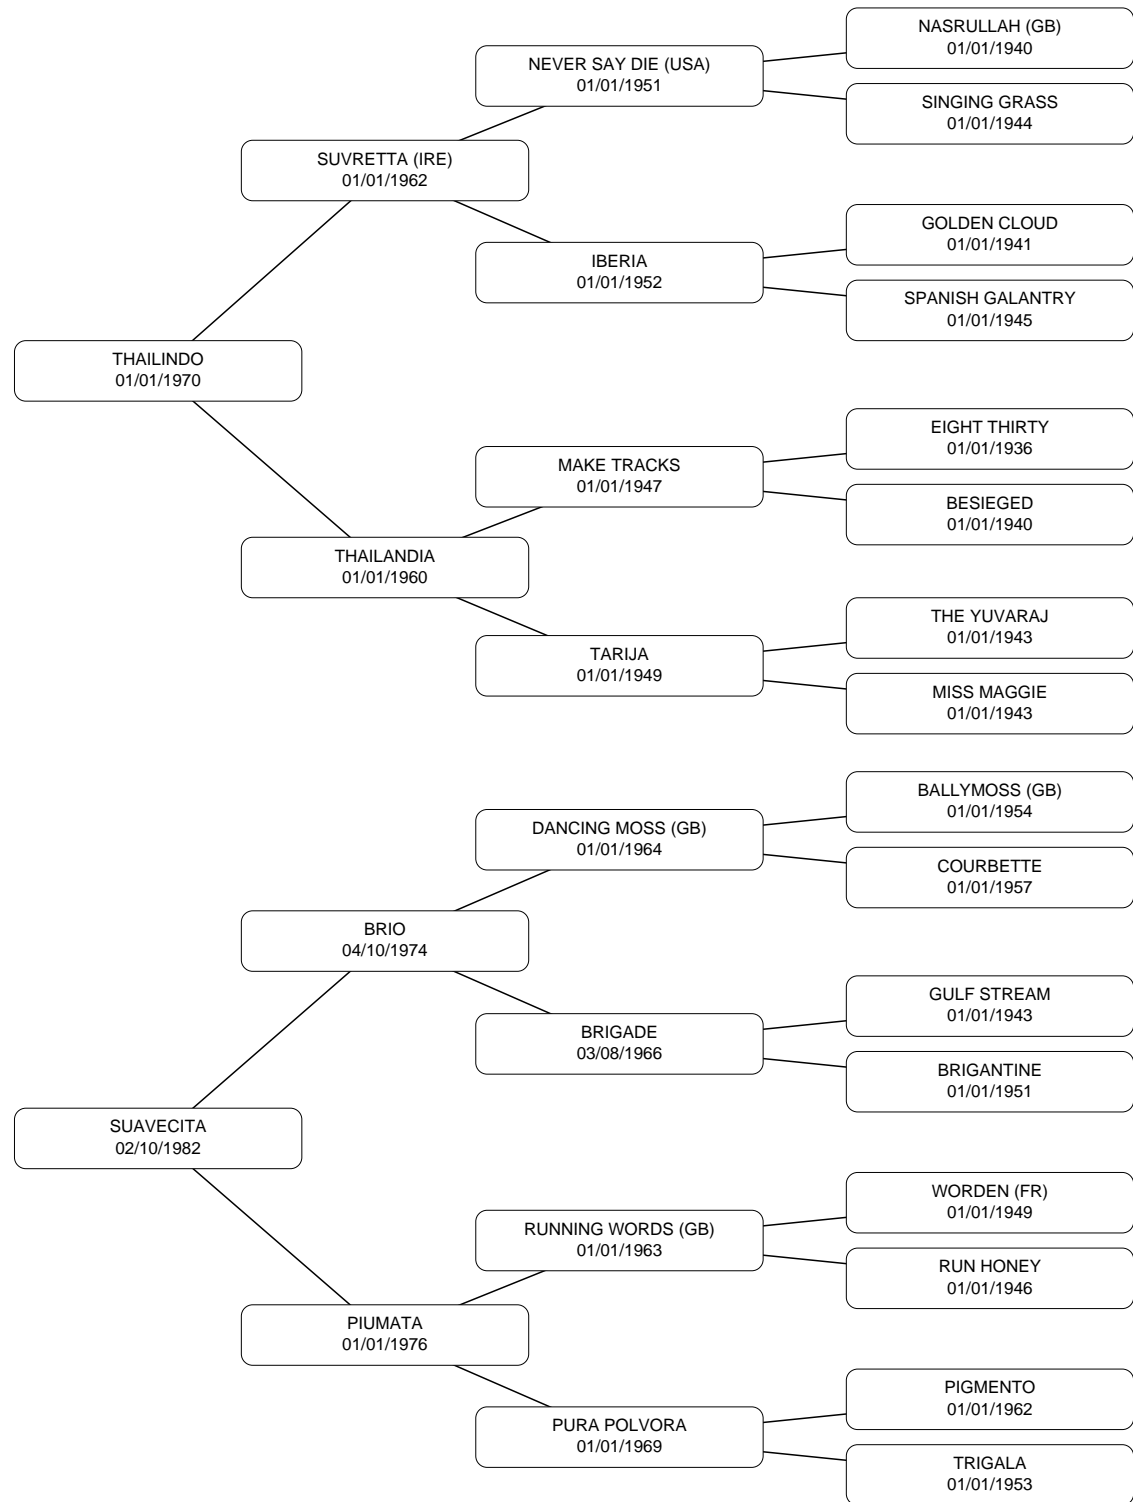 NASRULLAH (GB)
01/01/1940
NEVER SAY DIE (USA)
01/01/1951
SINGING GRASS
01/01/1944
SUVRETTA (IRE)
01/01/1962
GOLDEN CLOUD
01/01/1941
IBERIA
01/01/1952
SPANISH GALANTRY
01/01/1945
THAILINDO
01/01/1970
EIGHT THIRTY
01/01/1936
MAKE TRACKS
01/01/1947
BESIEGED
01/01/1940
THAILANDIA
01/01/1960
THE YUVARAJ
01/01/1943
TARIJA
01/01/1949
MISS MAGGIE
01/01/1943
BALLYMOSS (GB)
01/01/1954
DANCING MOSS (GB)
01/01/1964
COURBETTE
01/01/1957
BRIO
04/10/1974
GULF STREAM
01/01/1943
BRIGADE
03/08/1966
BRIGANTINE
01/01/1951
SUAVECITA
02/10/1982
WORDEN (FR)
01/01/1949
RUNNING WORDS (GB)
01/01/1963
RUN HONEY
01/01/1946
PIUMATA
01/01/1976
PIGMENTO
01/01/1962
PURA POLVORA
01/01/1969
TRIGALA
01/01/1953